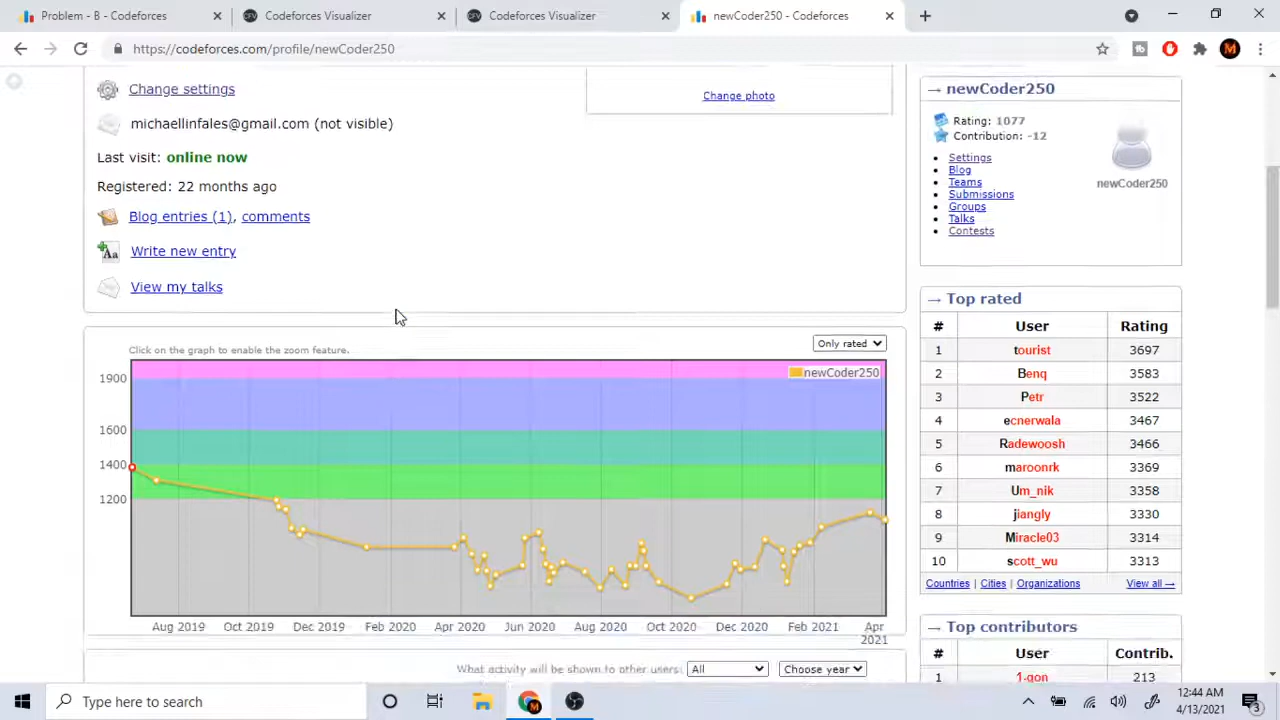 Problem - B - Codeforces
Codeforces Visualizer
Codeforces Visualizer
newCoder250 - Codeforces
https://codeforces.com/profile/newCoder250
Change settings
michaellinfales@gmail.com (not visible)
Last visit: online now
Registered: 22 months ago
Blog entries (1), comments
Write new entry
View my talks
Change photo
→ newCoder250
Rating: 1077
Contribution: -12
Settings
Blog
Teams
Submissions
Groups
Talks
Contests
newCoder250
→ Top rated
# User Rating
1 tourist 3697
2 Benq 3583
3 Petr 3522
4 ecnerwala 3467
5 Radewoosh 3466
6 maroonrk 3369
7 Um_nik 3358
8 jiangly 3330
9 Miracle03 3314
10 scott_wu 3313
Countries | Cities | Organizations View all →
→ Top contributors
# User Contrib.
1 1-gon 213
Click on the graph to enable the zoom feature.
Only rated
newCoder250
1900
1600
1400
1200
Aug 2019 Oct 2019 Dec 2019 Feb 2020 Apr 2020 Jun 2020 Aug 2020 Oct 2020 Dec 2020 Feb 2021 Apr 2021
What activity will be shown to other users: All Choose year
Type here to search
12:44 AM
4/13/2021
3